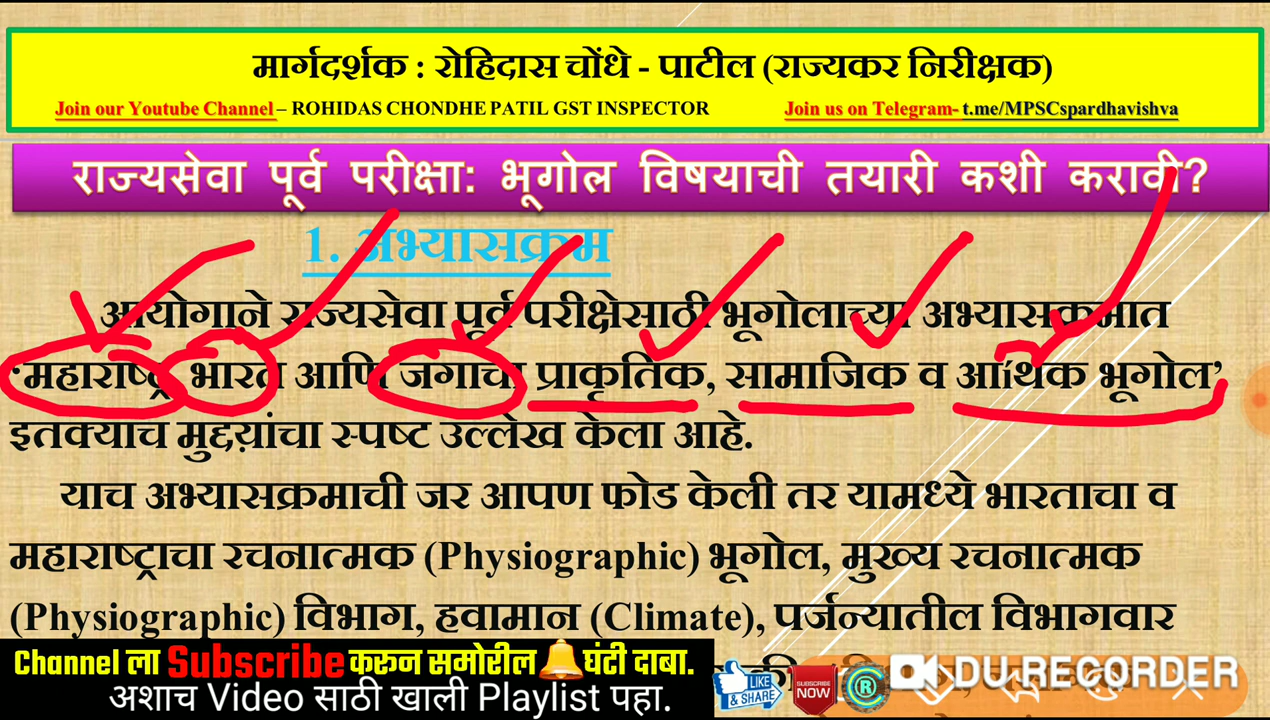 मार्गदर्शक : रोहिदास चोंधे - पाटील (राज्यकर निरीक्षक)
Join our Youtube Channel – ROHIDAS CHONDHE PATIL GST INSPECTOR Join us on Telegram- t.me/MPSCspardhavishva
राज्यसेवा पूर्व परीक्षा: भूगोल विषयाची तयारी कशी करावी?
1. अभ्यासक्रम
आयोगाने राज्यसेवा पूर्व परीक्षेसाठी भूगोलाच्या अभ्यासक्रमात
‘महाराष्ट्र, भारत आणि जगाचा प्राकृतिक, सामाजिक व आíथक भूगोल’
इतक्याच मुद्दय़ांचा स्पष्ट उल्लेख केला आहे.
याच अभ्यासक्रमाची जर आपण फोड केली तर यामध्ये भारताचा व
महाराष्ट्राचा रचनात्मक (Physiographic) भूगोल, मुख्य रचनात्मक
(Physiographic) विभाग, हवामान (Climate), पर्जन्यातील विभागवार
Channel ला Subscribe करून समोरील घंटी दाबा.
अशाच Video साठी खाली Playlist पहा.
LIKE & SHARE
SUBSCRIBE NOW
®
DU RECORDER